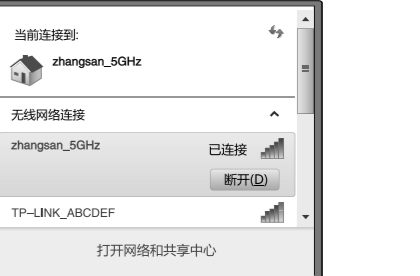 当前连接到:
zhangsan_5GHz
无线网络连接
zhangsan_5GHz
已连接
断开(D)
TP–LINK_ABCDEF
打开网络和共享中心